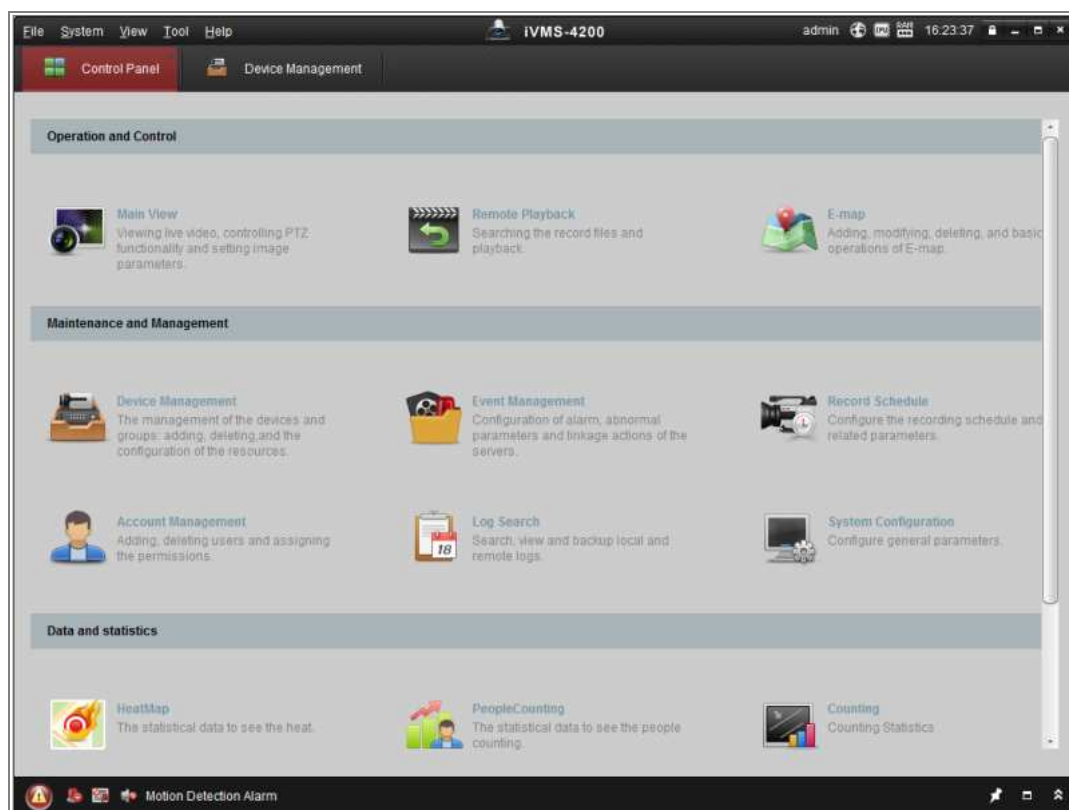 File System View Tool Help iVMS-4200 admin CPU RAM 16:23:37
Control Panel Device Management
Operation and Control
Main View
Viewing live video, controlling PTZ
functionality and setting image
parameters.
Remote Playback
Searching the record files and
playback.
E-map
Adding, modifying, deleting, and basic
operations of E-map.
Maintenance and Management
Device Management
The management of the devices and
groups: adding, deleting,and the
configuration of the resources.
Event Management
Configuration of alarm, abnormal
parameters and linkage actions of the
servers.
Record Schedule
Configure the recording schedule and
related parameters.
Account Management
Adding, deleting users and assigning
the permissions.
18
Log Search
Search, view and backup local and
remote logs.
System Configuration
Configure general parameters.
Data and statistics
HeatMap
The statistical data to see the heat.
PeopleCounting
The statistical data to see the people
counting.
Counting
Counting Statistics
Motion Detection Alarm